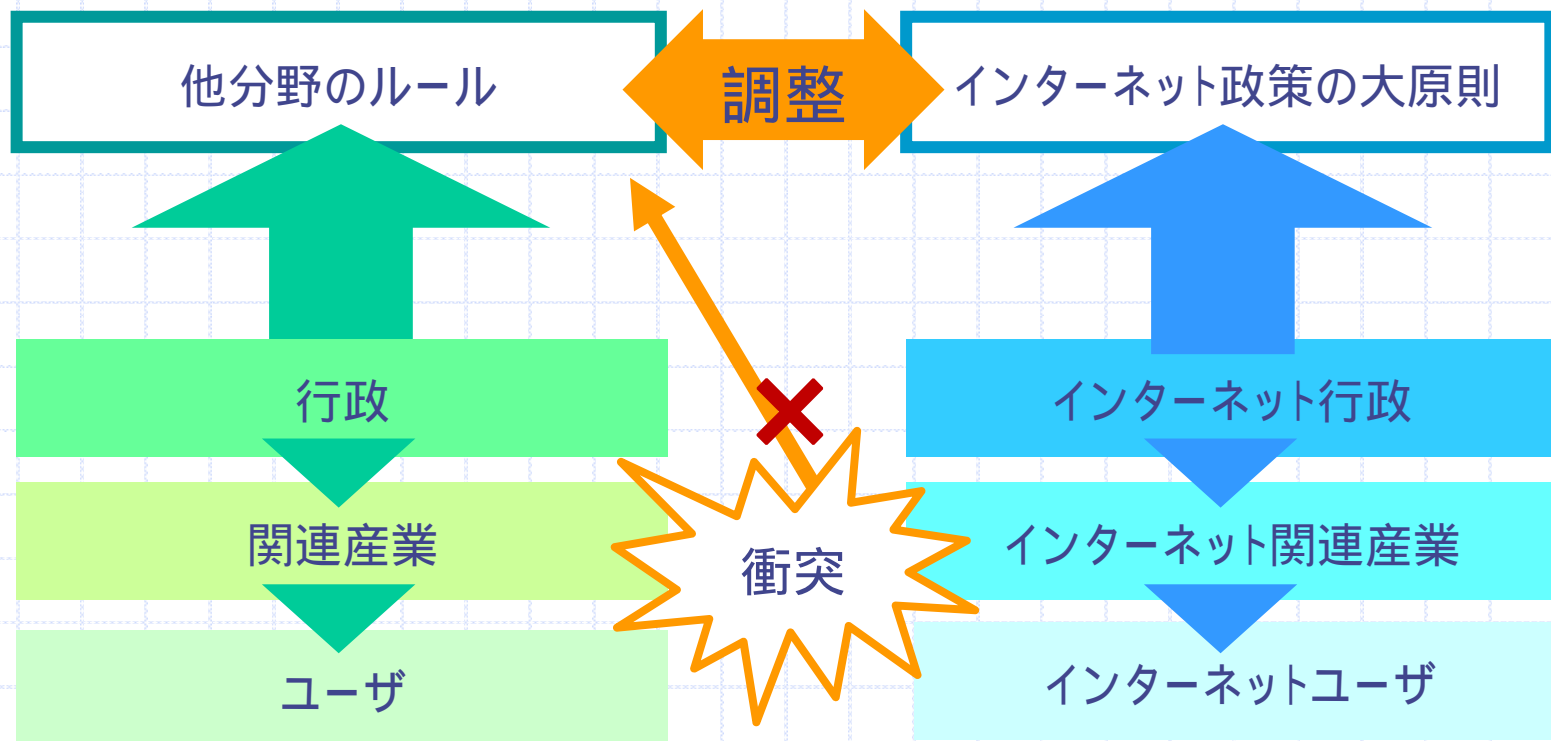 他分野のルール
調整
インターネット政策の大原則
行政
インターネット行政
関連産業
衝突
インターネット関連産業
ユーザ
インターネットユーザ